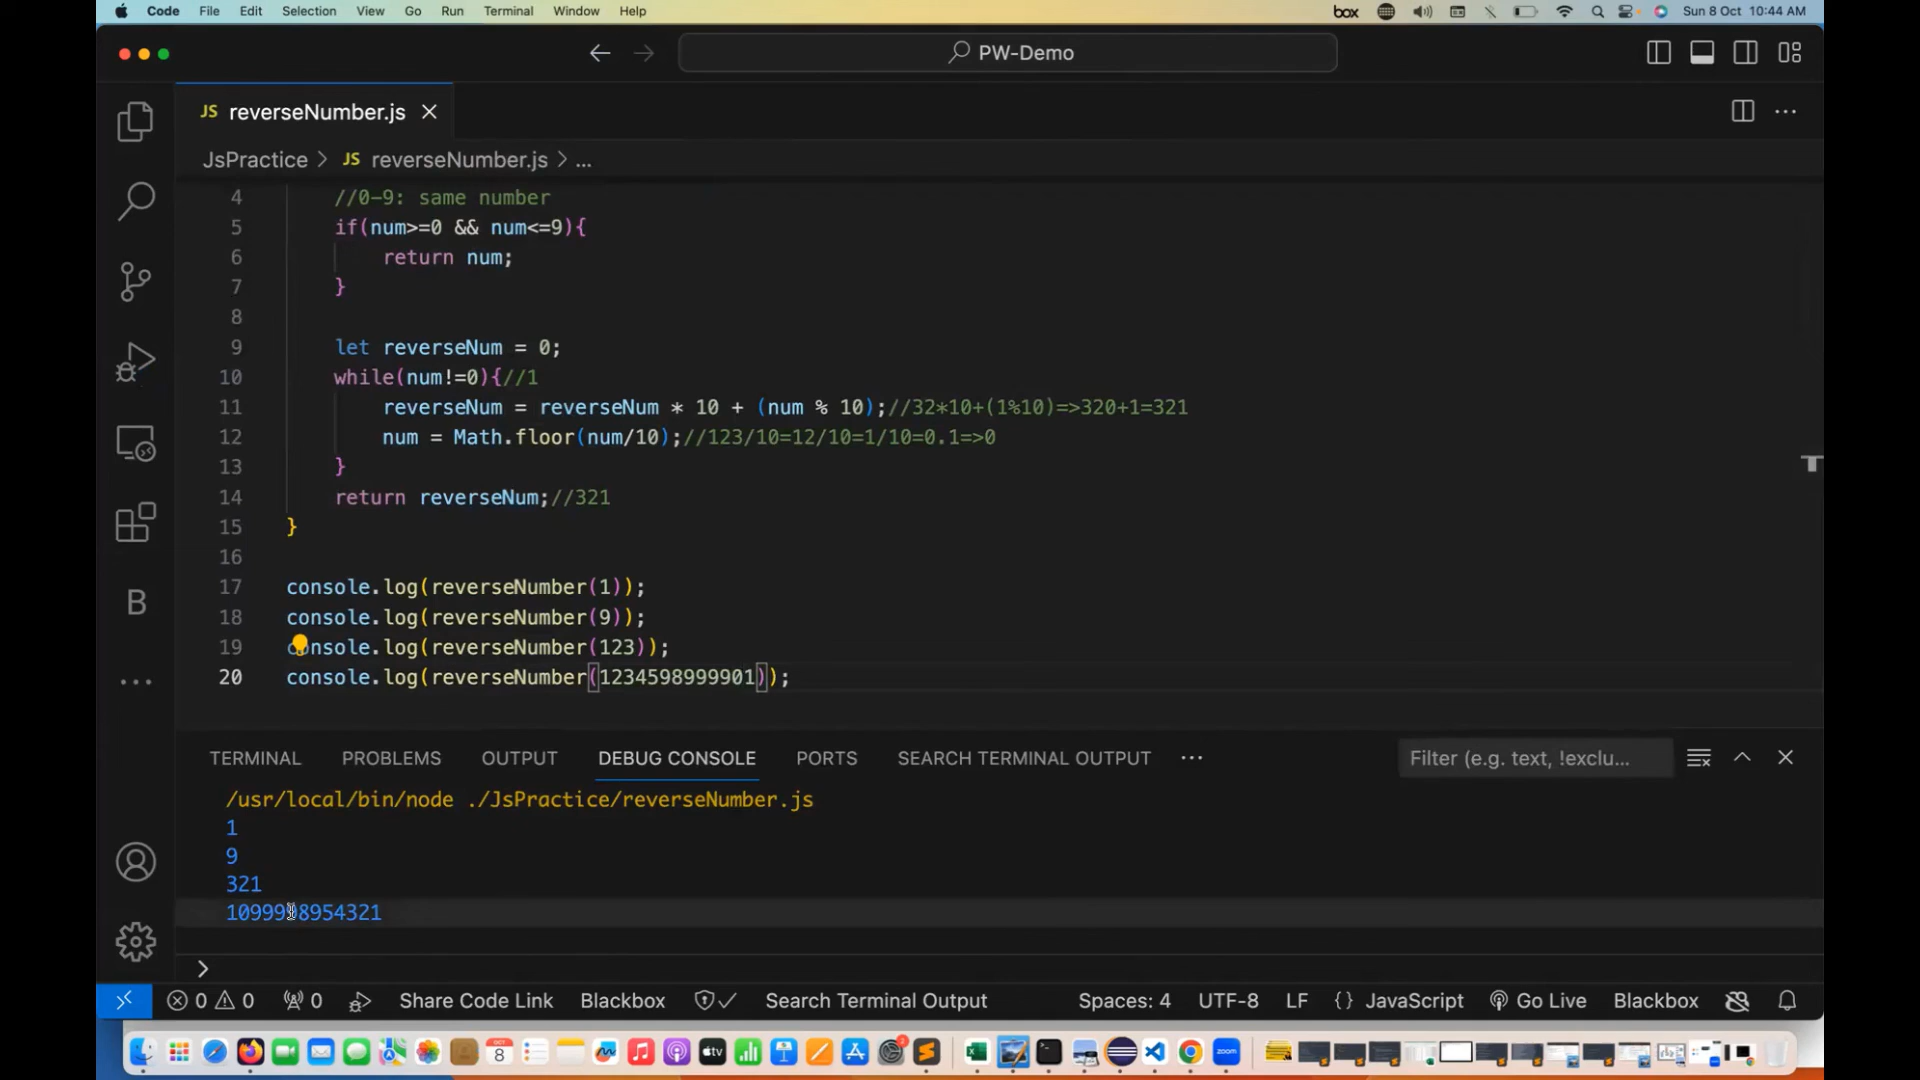 Code File Edit Selection View Go Run Terminal Window Help box Sun 8 Oct 10:44 AM
PW-Demo
JS reverseNumber.js
JsPractice > JS reverseNumber.js > ...
4 //0-9: same number
5 if(num>=0 && num<=9){
6 return num;
7 }
8
9 let reverseNum = 0;
10 while(num!=0){//1
11 reverseNum = reverseNum * 10 + (num % 10);//32*10+(1%10)=>320+1=321
12 num = Math.floor(num/10);//123/10=12/10=1/10=0.1=>0
13 }
14 return reverseNum;//321
15 }
16
17 console.log(reverseNumber(1));
18 console.log(reverseNumber(9));
19 console.log(reverseNumber(123));
20 console.log(reverseNumber(1234598999901));
TERMINAL PROBLEMS OUTPUT DEBUG CONSOLE PORTS SEARCH TERMINAL OUTPUT ... Filter (e.g. text, !exclu...
/usr/local/bin/node ./JsPractice/reverseNumber.js
1
9
321
1099998954321
>
0 0 0 Share Code Link Blackbox Search Terminal Output Spaces: 4 UTF-8 LF {} JavaScript Go Live Blackbox